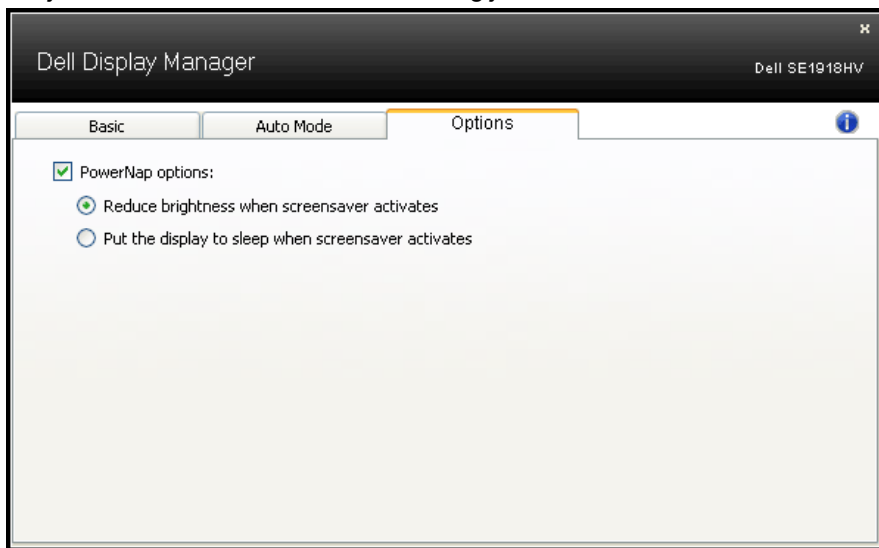 Dell Display Manager
Dell SE1918HV
Basic
Auto Mode
Options
PowerNap options:
Reduce brightness when screensaver activates
Put the display to sleep when screensaver activates